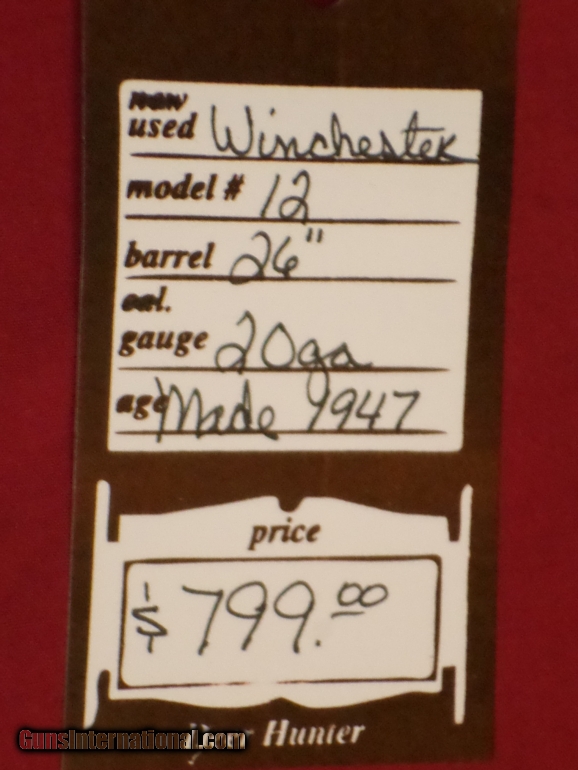 new
used Winchester
model # 12
barrel 26"
cal.
gauge 20ga
age Made 1947
price
$799.00
Hunter
GunsInternational.com